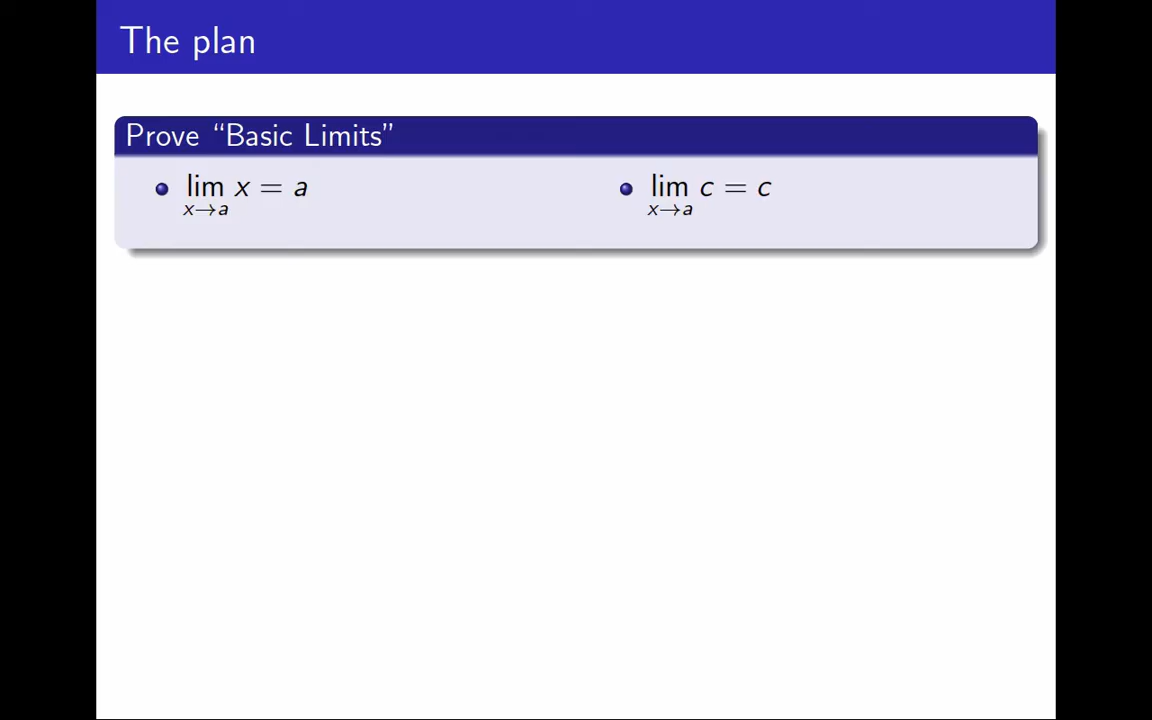 The plan
Prove “Basic Limits”
lim x = a
x→a
lim c = c
x→a